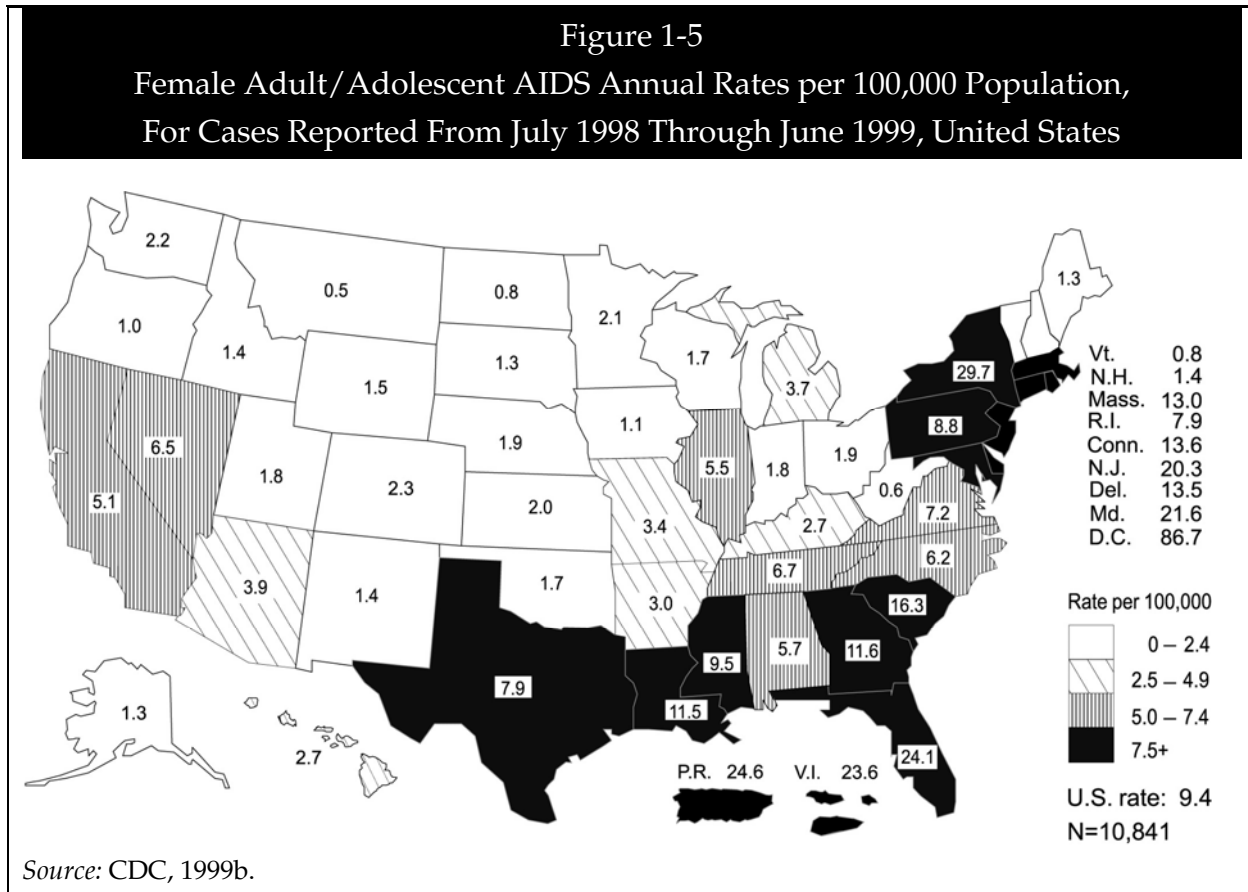 Figure 1-5
Female Adult/Adolescent AIDS Annual Rates per 100,000 Population,
For Cases Reported From July 1998 Through June 1999, United States
2.2
1.0
1.4
0.5
1.5
0.8
1.3
1.9
2.0
2.1
1.1
1.7
3.7
5.1
6.5
1.8
2.3
3.9
1.4
1.7
7.9
3.4
3.0
11.5
5.5
1.8
1.9
2.7
0.6
6.7
9.5
5.7
11.6
7.2
6.2
16.3
24.1
8.8
29.7
1.3
1.3
2.7
P.R. 24.6
V.I. 23.6
Vt. 0.8
N.H. 1.4
Mass. 13.0
R.I. 7.9
Conn. 13.6
N.J. 20.3
Del. 13.5
Md. 21.6
D.C. 86.7
Rate per 100,000
0 – 2.4
2.5 – 4.9
5.0 – 7.4
7.5+
U.S. rate: 9.4
N=10,841
Source: CDC, 1999b.